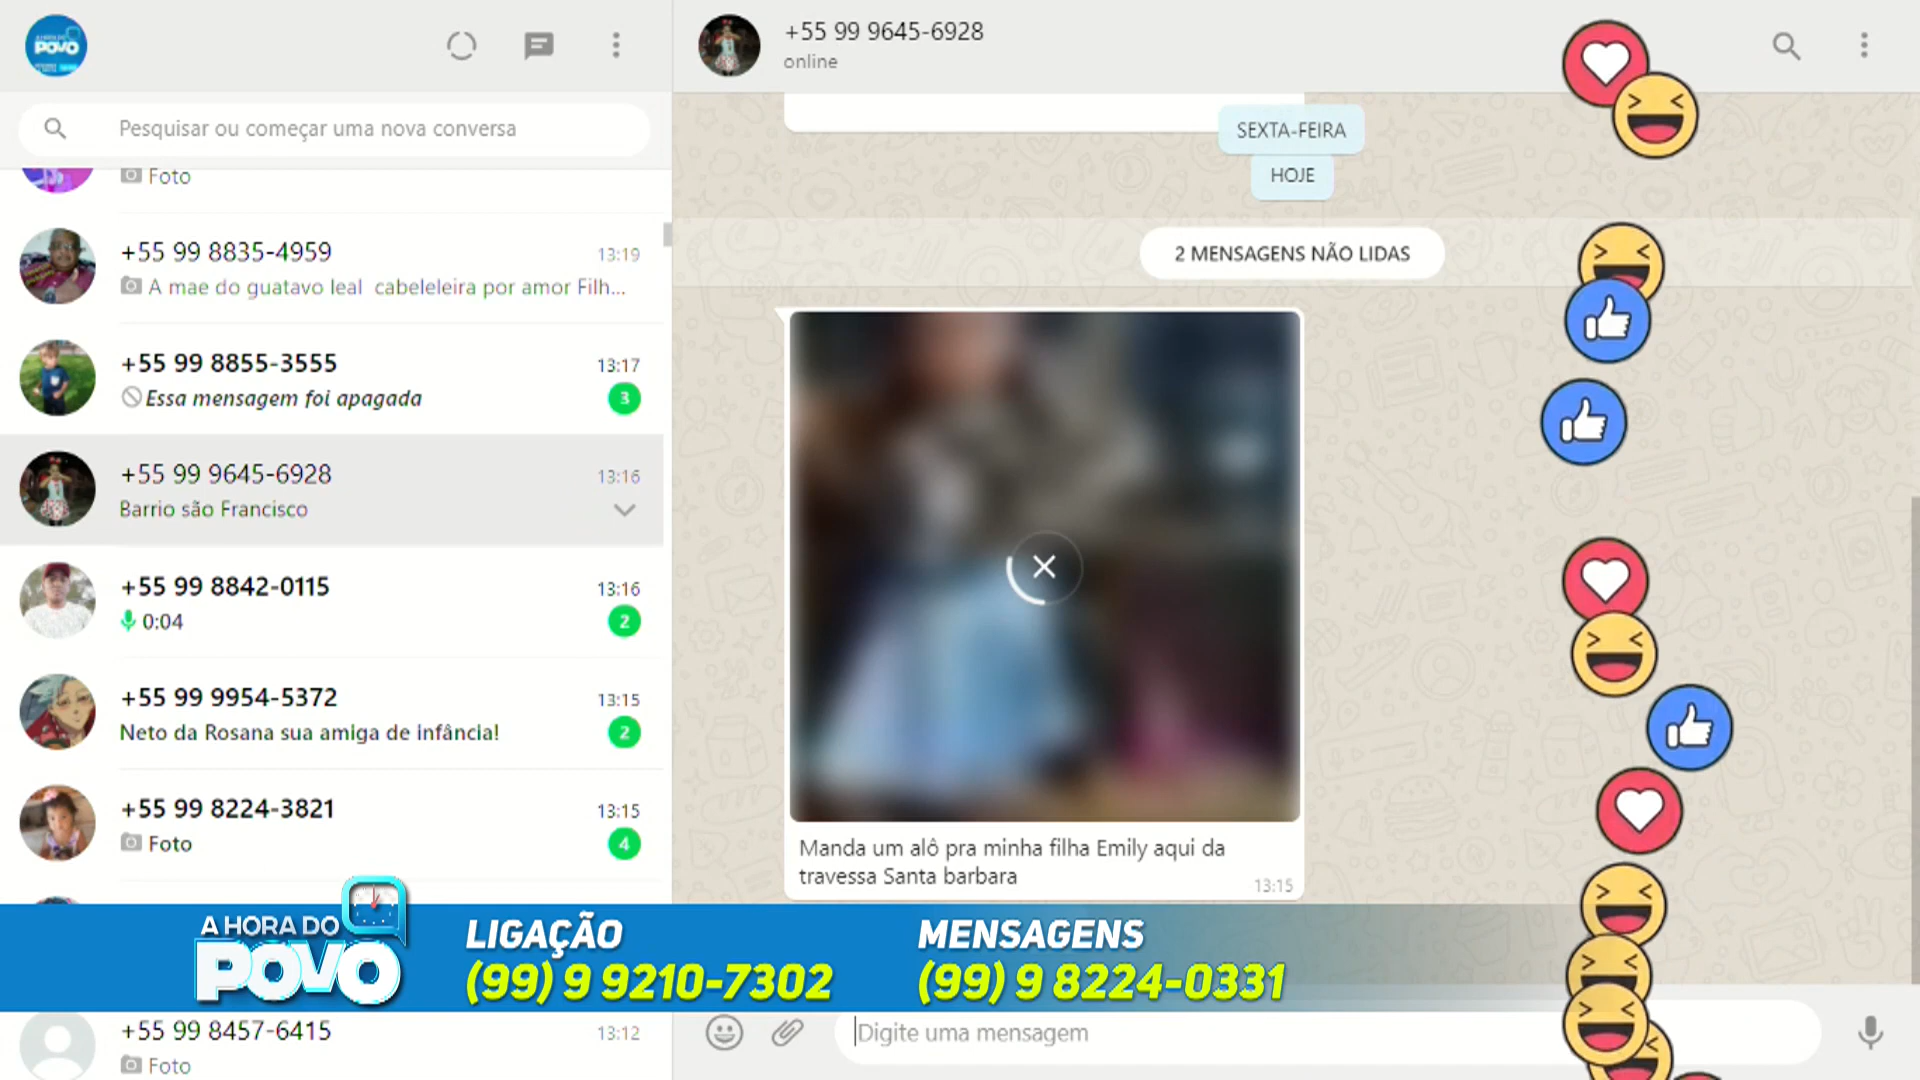 A HORA DO
POVO
Pesquisar ou começar uma nova conversa
Foto
+55 99 8835-4959
13:19
A mae do guatavo leal cabeleleira por amor Filh...
+55 99 8855-3555
13:17
Essa mensagem foi apagada
3
+55 99 9645-6928
13:16
Barrio são Francisco
+55 99 8842-0115
13:16
0:04
2
+55 99 9954-5372
13:15
Neto da Rosana sua amiga de infância!
2
+55 99 8224-3821
13:15
Foto
4
+55 99 8457-6415
13:12
Foto
+55 99 9645-6928
online
SEXTA-FEIRA
HOJE
2 MENSAGENS NÃO LIDAS
Manda um alô pra minha filha Emily aqui da
travessa Santa barbara
13:15
A HORA DO
POVO
LIGAÇÃO
(99) 9 9210-7302
MENSAGENS
(99) 9 8224-0331
Digite uma mensagem